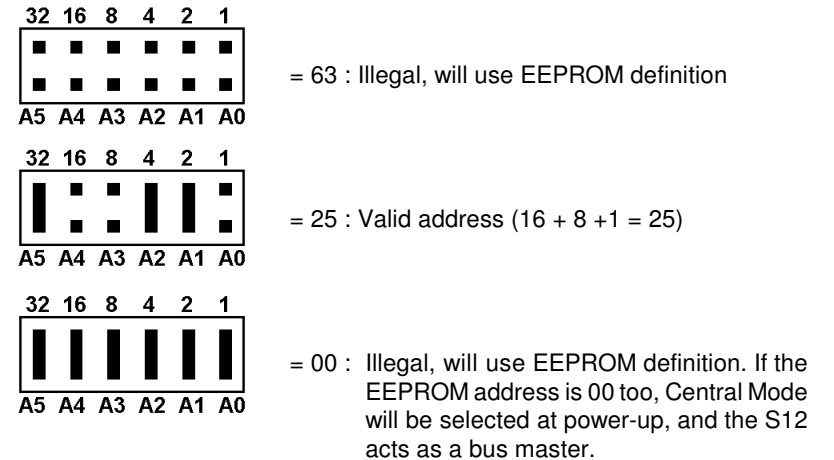 32 16 8 4 2 1
= 63 : Illegal, will use EEPROM definition
A5 A4 A3 A2 A1 A0
32 16 8 4 2 1
= 25 : Valid address (16 + 8 +1 = 25)
A5 A4 A3 A2 A1 A0
32 16 8 4 2 1
= 00 : Illegal, will use EEPROM definition. If the
EEPROM address is 00 too, Central Mode
will be selected at power-up, and the S12
acts as a bus master.
A5 A4 A3 A2 A1 A0